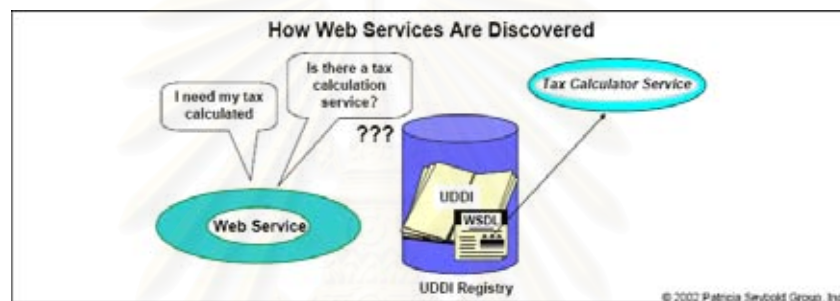 How Web Services Are Discovered
I need my tax
calculated
Is there a tax
calculation
service?
???
Tax Calculator Service
UDDI
WSDL
Web Service
UDDI Registry
© 2002 Patricia Seybold Group, Inc